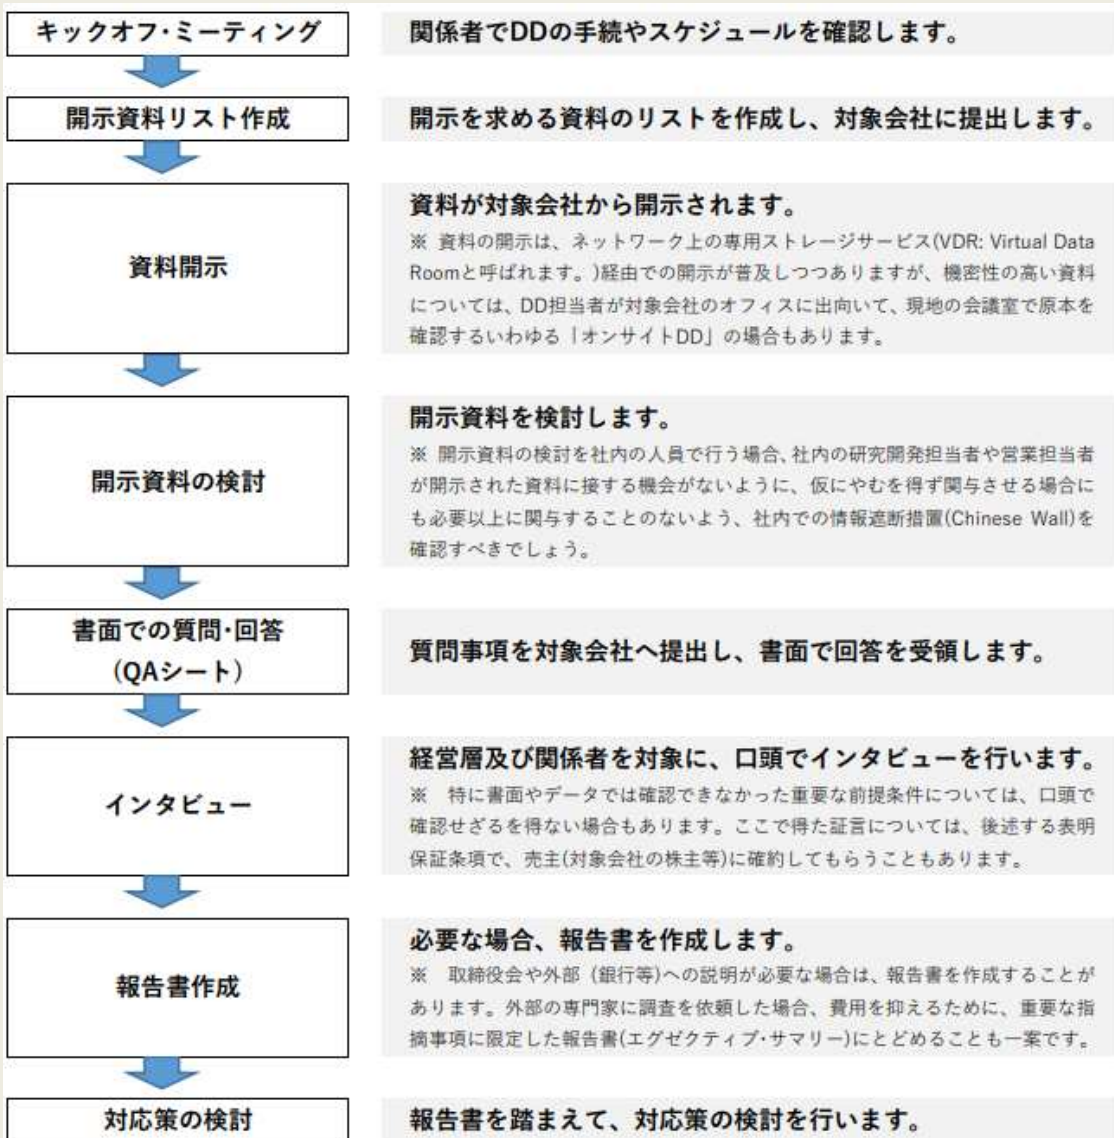 キックオフ･ミーティング
関係者でDDの手続やスケジュールを確認します。
開示資料リスト作成
開示を求める資料のリストを作成し、対象会社に提出します。
資料開示
資料が対象会社から開示されます。
※ 資料の開示は、ネットワーク上の専用ストレージサービス(VDR: Virtual Data
Roomと呼ばれます。)経由での開示が普及しつつありますが、機密性の高い資料
については、DD担当者が対象会社のオフィスに出向いて、現地の会議室で原本を
確認するいわゆる「オンサイトDD」の場合もあります。
開示資料の検討
開示資料を検討します。
※ 開示資料の検討を社内の人員で行う場合、社内の研究開発担当者や営業担当者
が開示された資料に接する機会がないように、仮にやむを得ず関与させる場合に
も必要以上に関与することのないよう、社内での情報遮断措置(Chinese Wall)を
確認すべきでしょう。
書面での質問･回答
(QAシート)
質問事項を対象会社へ提出し、書面で回答を受領します。
インタビュー
経営層及び関係者を対象に、口頭でインタビューを行います。
※ 特に書面やデータでは確認できなかった重要な前提条件については、口頭で
確認せざるを得ない場合もあります。ここで得た証言については、後述する表明
保証条項で、売主(対象会社の株主等)に確約してもらうこともあります。
報告書作成
必要な場合、報告書を作成します。
※ 取締役会や外部 (銀行等)への説明が必要な場合は、報告書を作成することが
あります。外部の専門家に調査を依頼した場合、費用を抑えるために、重要な指
摘事項に限定した報告書(エグゼクティブ･サマリー)にとどめることも一案です。
対応策の検討
報告書を踏まえて、対応策の検討を行います。